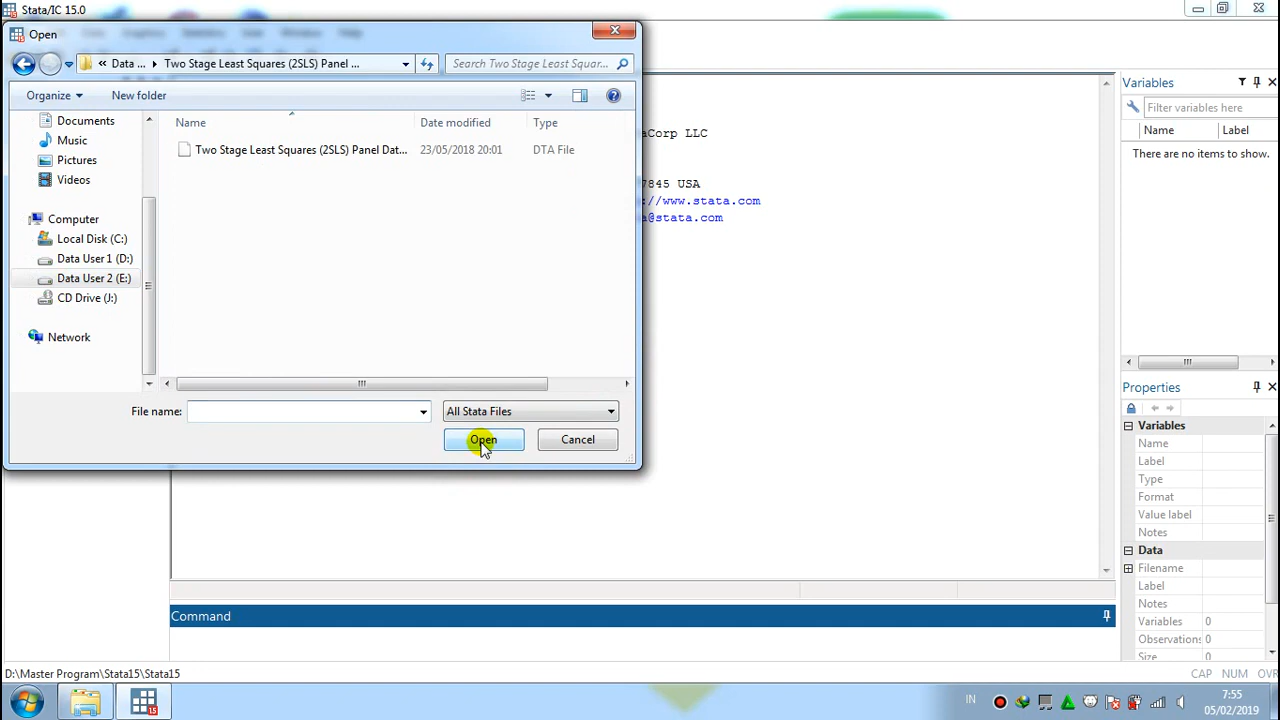 Stata/IC 15.0
Open
« Data ... Two Stage Least Squares (2SLS) Panel ...
Search Two Stage Least Squar...
Organize
New folder
Name
Date modified
Type
Documents
Music
Pictures
Videos
Computer
Local Disk (C:)
Data User 1 (D:)
Data User 2 (E:)
CD Drive (J:)
Network
Two Stage Least Squares (2SLS) Panel Dat... 23/05/2018 20:01 DTA File
File name:
All Stata Files
Open
Cancel
aCorp LLC
7845 USA
://www.stata.com
a@stata.com
Variables
Filter variables here
Name
Label
There are no items to show.
Properties
Variables
Name
Label
Type
Format
Value label
Notes
Data
Filename
Label
Notes
Variables 0
Observations 0
Size
Command
D:\Master Program\Stata15\Stata15
CAP NUM OVR
15
IN
7:55
05/02/2019